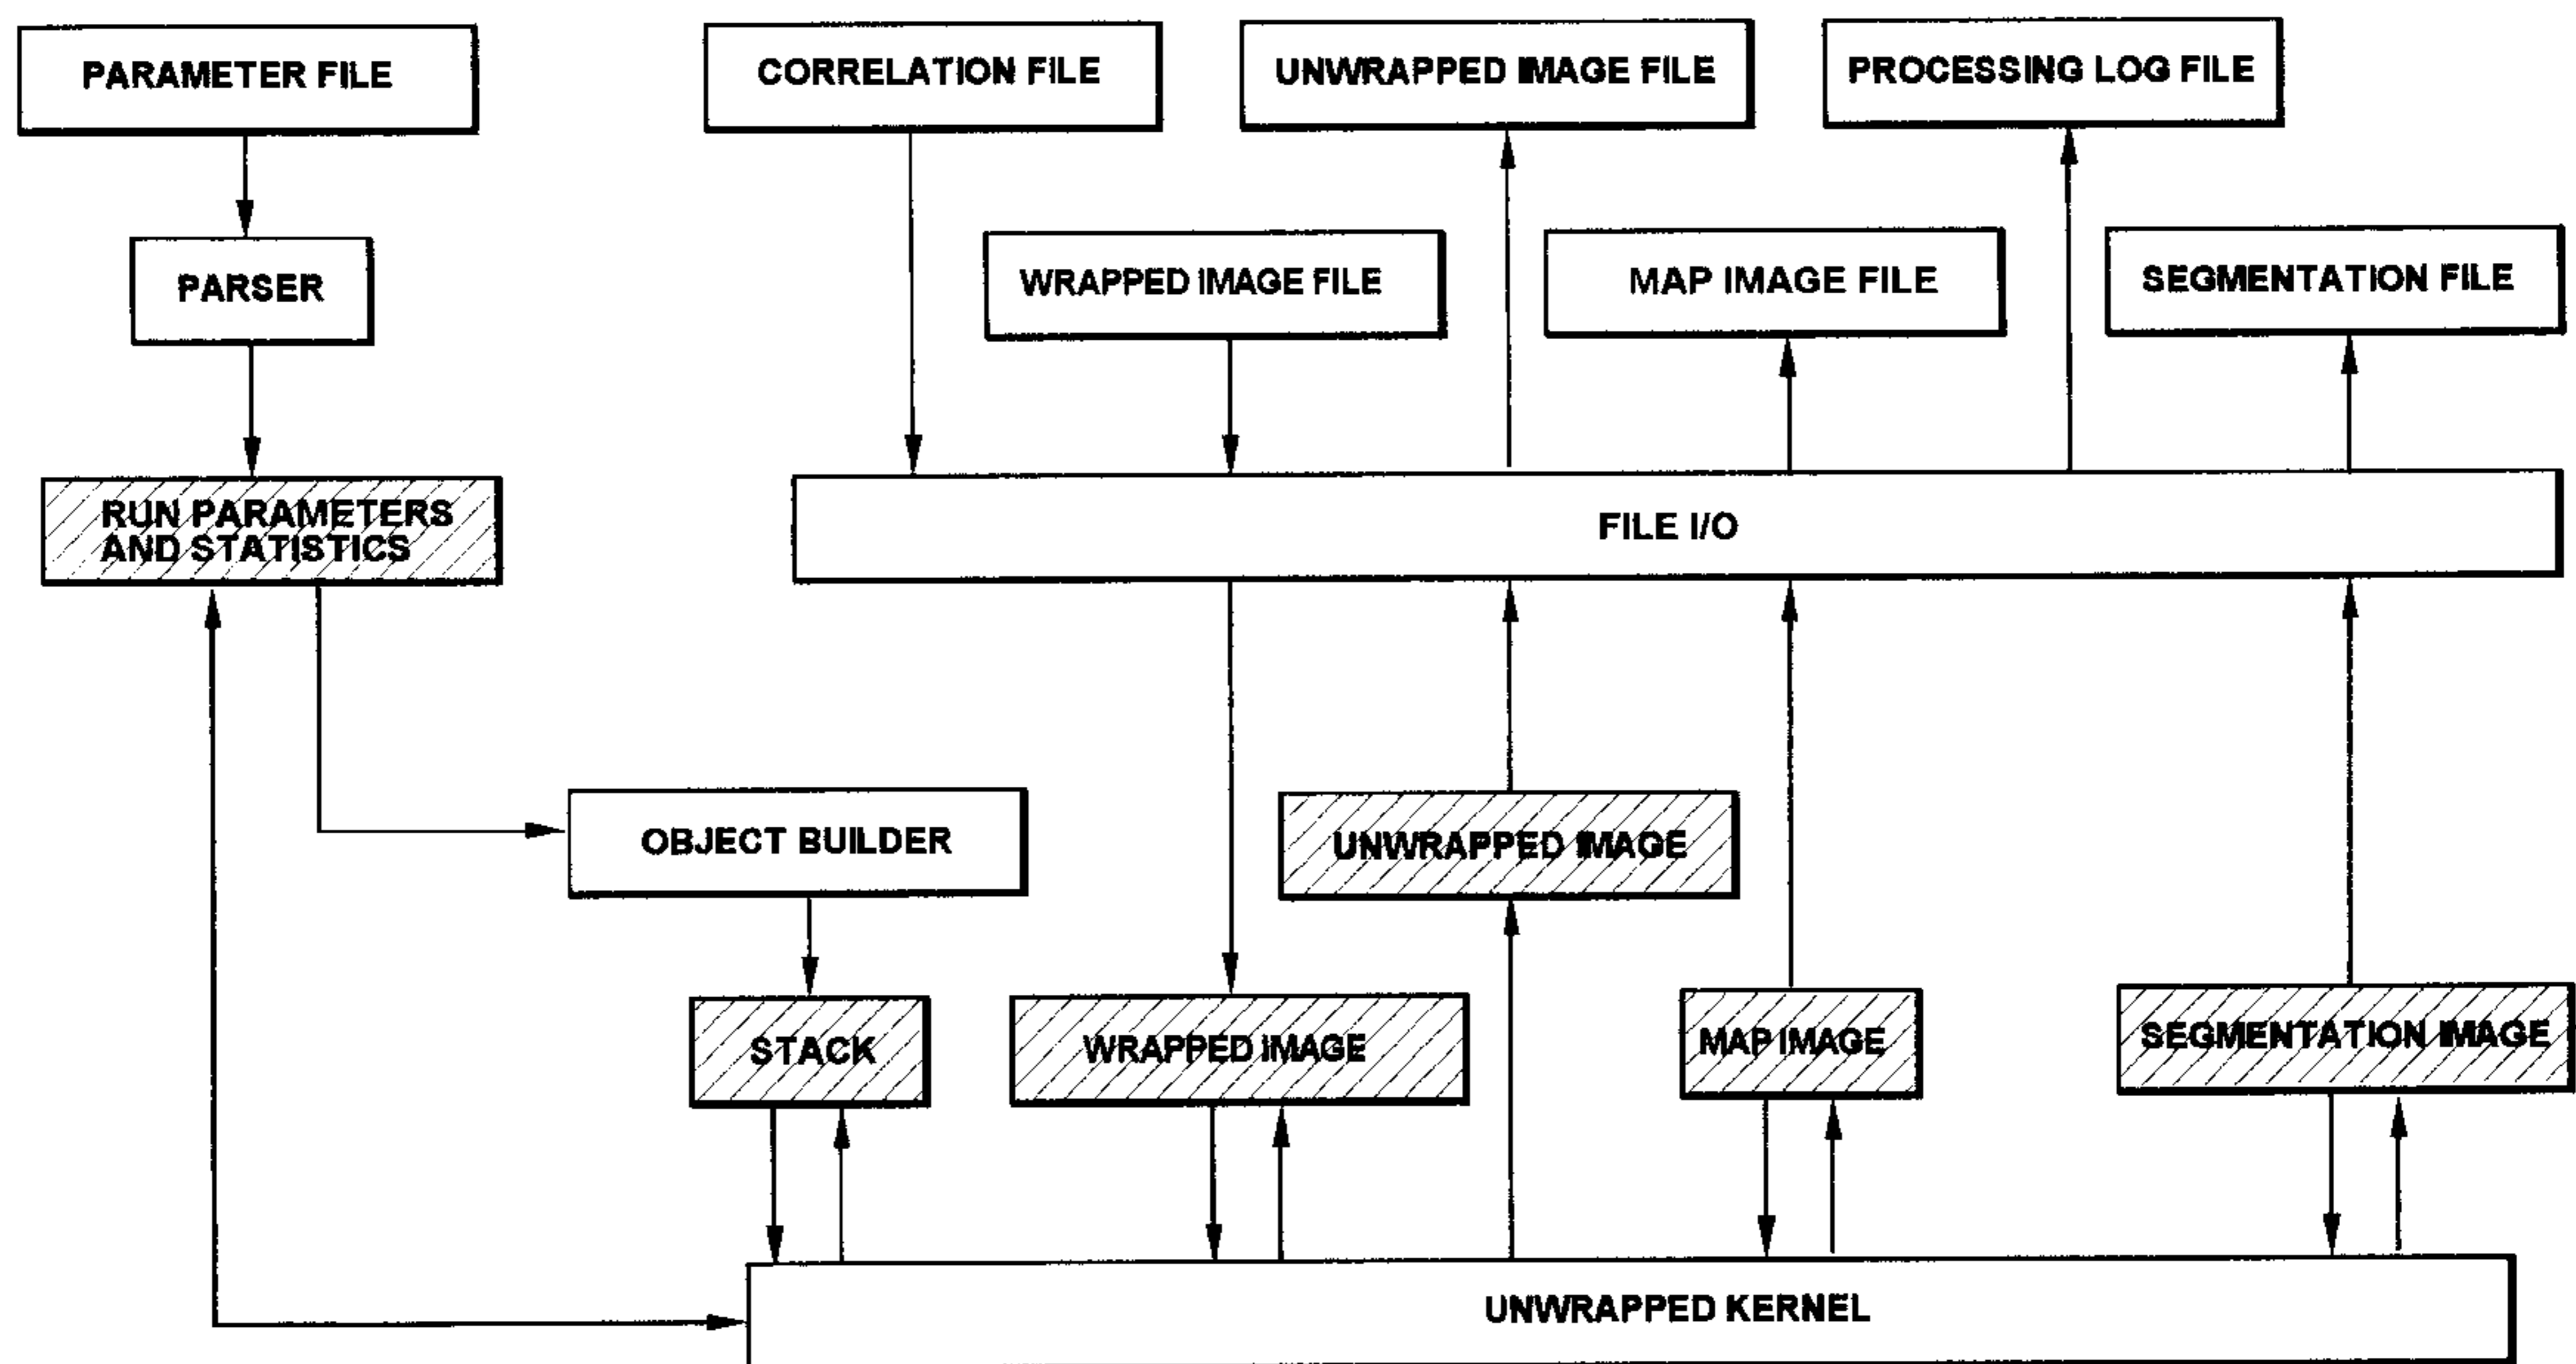 PARAMETER FILE
CORRELATION FILE
UNWRAPPED IMAGE FILE
PROCESSING LOG FILE
PARSER
WRAPPED IMAGE FILE
MAP IMAGE FILE
SEGMENTATION FILE
RUN PARAMETERS
AND STATISTICS
FILE I/O
OBJECT BUILDER
UNWRAPPED IMAGE
STACK
WRAPPED IMAGE
MAP IMAGE
SEGMENTATION IMAGE
UNWRAPPED KERNEL